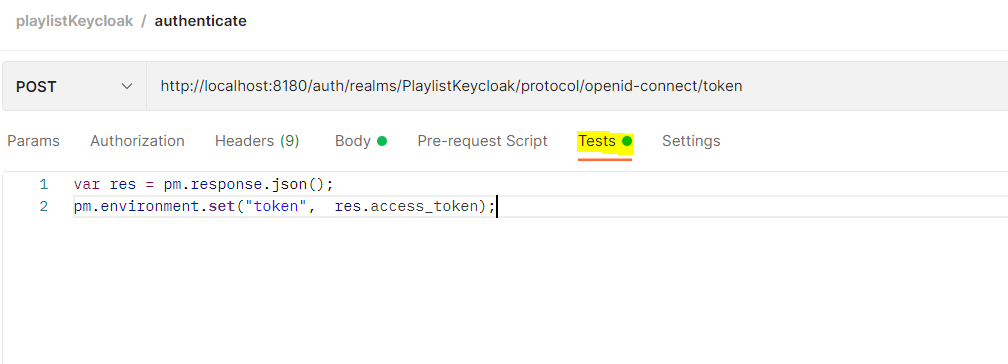 playlistKeycloak / authenticate
POST http://localhost:8180/auth/realms/PlaylistKeycloak/protocol/openid-connect/token
Params Authorization Headers (9) Body Pre-request Script Tests Settings
1 var res = pm.response.json();
2 pm.environment.set("token",  res.access_token);